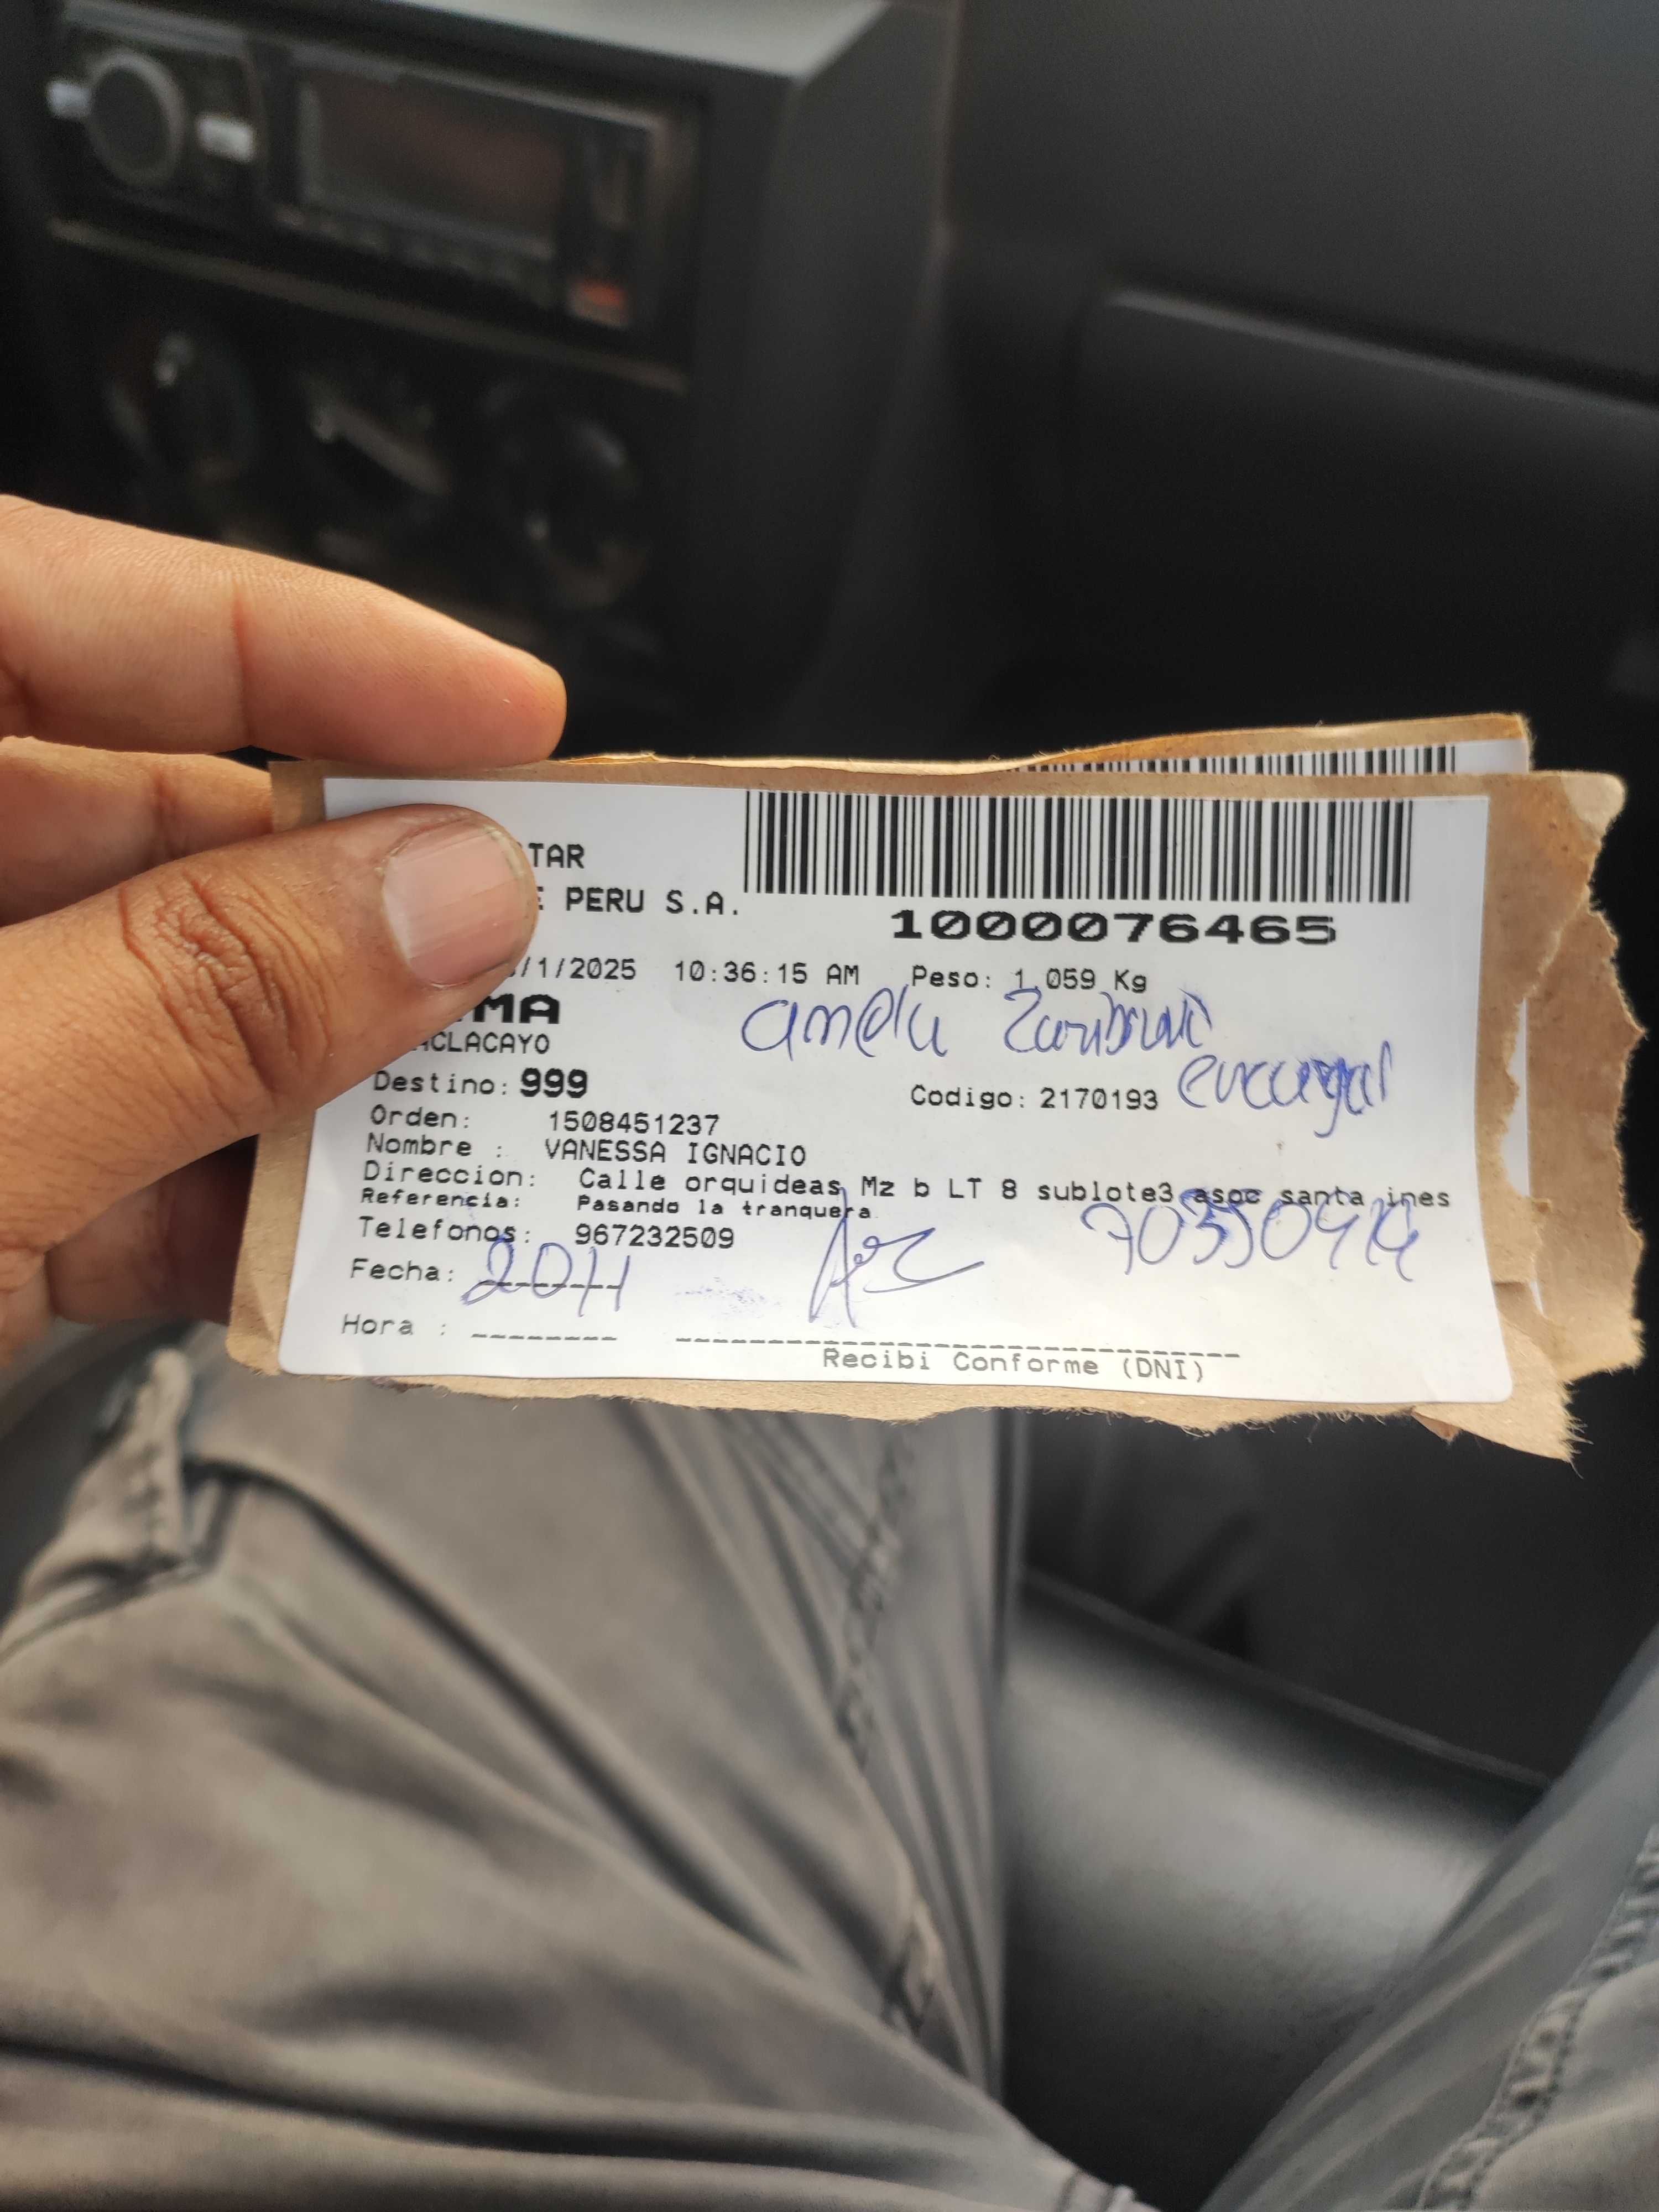 TAR
E PERU S.A.
1000076465
/1/2025 10:36:15 AM Peso: 1.059 Kg
MA
ACLACAYO
Destino: 999
Codigo: 2170193
Orden: 1508451237
Nombre : VANESSA IGNACIO
Direccion: Calle orquideas Mz b LT 8 sublote3 asoc santa ines
Referencia: Pasando la tranquera
Telefonos: 967232509
Fecha: 20/1
Hora :
Recibi Conforme (DNI)